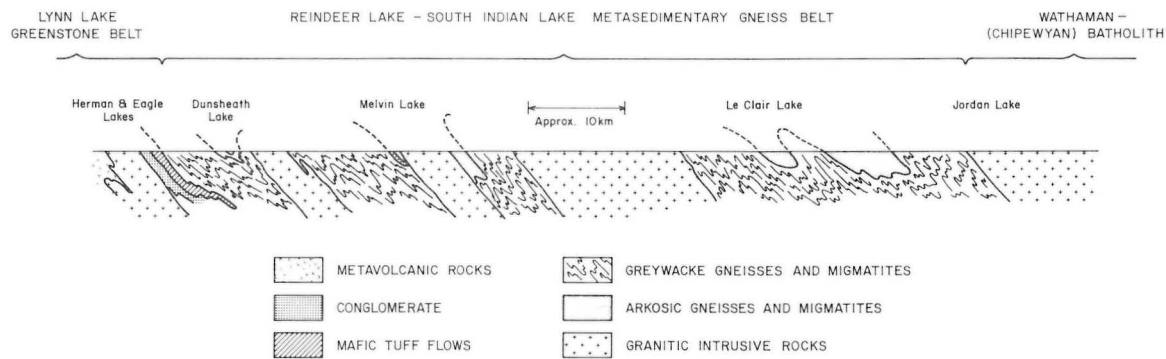 LYNN LAKE
GREENSTONE BELT
REINDEER LAKE – SOUTH INDIAN LAKE METASEDIMENTARY GNEISS BELT
WATHAMAN –
(CHIPEWYAN) BATHOLITH
Herman & Eagle
Lakes
Dunsheath
Lake
Melvin Lake
Approx. 10km
Le Clair Lake
Jordan Lake
METAVOLCANIC ROCKS
CONGLOMERATE
MAFIC TUFF FLOWS
GREYWACKE GNEISSES AND MIGMATITES
ARKOSIC GNEISSES AND MIGMATITES
GRANITIC INTRUSIVE ROCKS